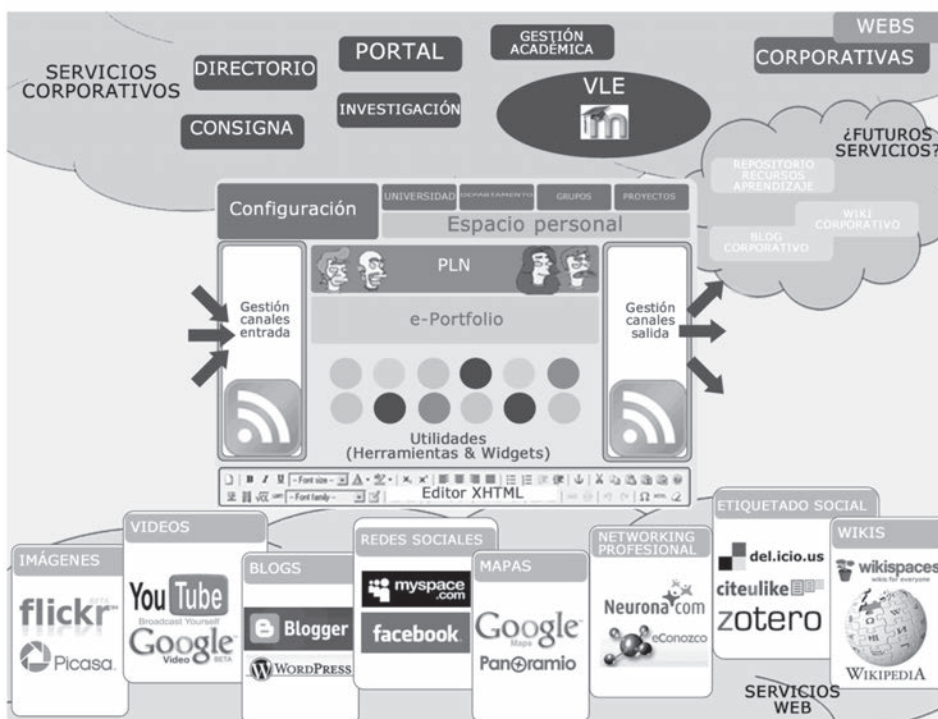 SERVICIOS
CORPORATIVOS
DIRECTORIO
CONSIGNA
PORTAL
INVESTIGACIÓN
GESTIÓN
ACADÉMICA
VLE
m
WEBS
CORPORATIVAS
¿FUTUROS
SERVICIOS?
REPOSITORIO
RECURSOS
APRENDIZAJE
WIKI
CORPORATIVO
BLOG
CORPORATIVO
Configuración
UNIVERSIDAD
DEPARTAMENTO
GRUPOS
PROYECTOS
Espacio personal
Gestión
canales
entrada
PLN
e-Portfolio
Utilidades
(Herramientas & Widgets)
Gestión
canales
salida
B I U - Font size -
- Font family -
Editor XHTML
IMÁGENES
flickr BETA
Picasa.
VIDEOS
YouTube
Broadcast Yourself
Google
Video BETA
BLOGS
Blogger
WORDPRESS
REDES SOCIALES
myspace
.com
facebook
MAPAS
Google
Maps
Panoramio
NETWORKING
PROFESIONAL
Neurona.com
eConozco
ETIQUETADO SOCIAL
del.icio.us
citeulike
zotero
WIKIS
wikispaces
wikis for everyone
WIKIPEDIA
SERVICIOS
WEB